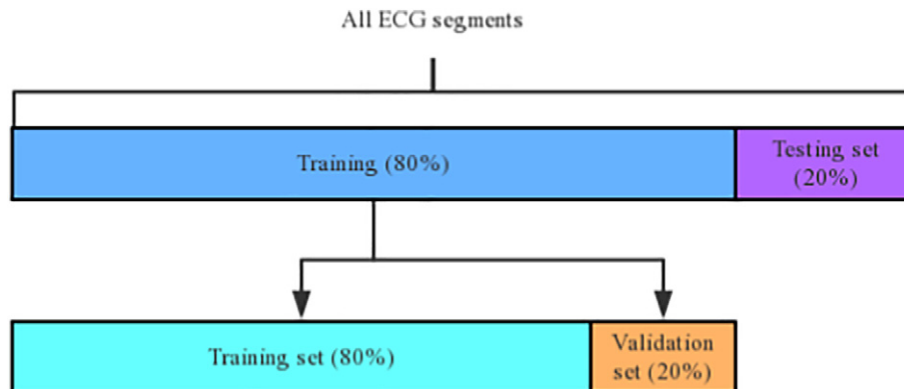 All ECG segments
Training (80%)
Testing set
(20%)
Training set (80%)
Validation
set (20%)